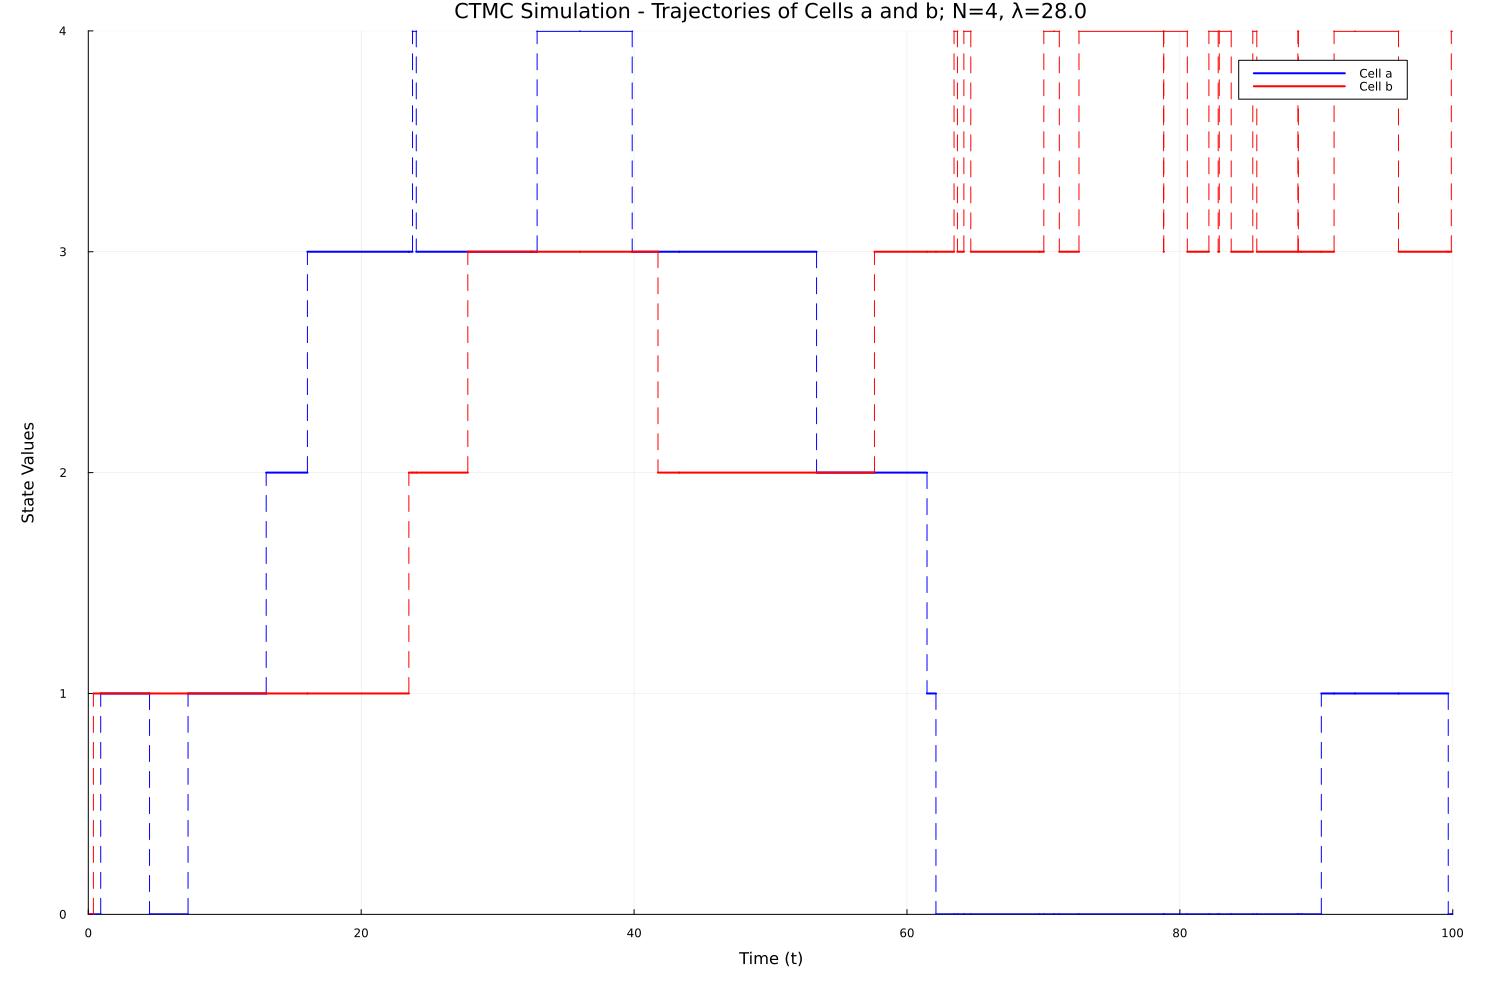 CTMC Simulation - Trajectories of Cells a and b; N=4, λ=28.0
4
Cell a
Cell b
3
State Values
2
1
0
0 20 40 60 80 100
Time (t)